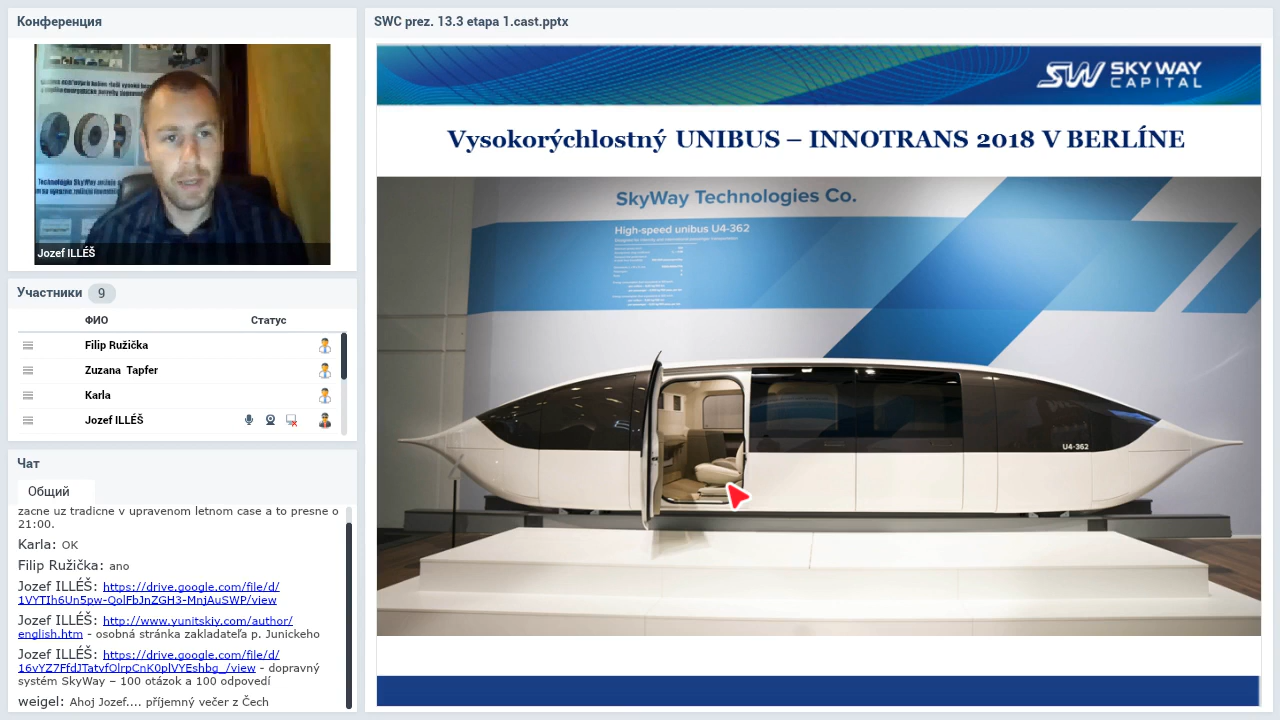 Конференция
Jozef ILLÉŠ
Участники 9
ФИО Статус
Filip Ružička
Zuzana Tapfer
Karla
Jozef ILLÉŠ
Чат
Общий
uz tradicne v upravenom letnom case a to presne o
21:00.
Karla: OK
Filip Ružička: ano
Jozef ILLÉŠ: https://drive.google.com/file/d/
1VYTIh6Un5pw-QolFbJnZGH3-MnjAuSWP/view
Jozef ILLÉŠ: http://www.yunitskiy.com/author/
english.htm - osobná stránka zakladateľa p. Junického
Jozef ILLÉŠ: https://drive.google.com/file/d/
16vYZ7FfdJTatvfOlrpCnK0plVYEshbg_/view - dopravný
systém SkyWay – 100 otázok a 100 odpovedí
weigel: Ahoj Jozef.... příjemný večer z Čech
SWC prez. 13.3 etapa 1.cast.pptx
SW SKY WAY
CAPITAL
Vysokorýchlostný UNIBUS – INNOTRANS 2018 V BERLÍNE
SkyWay Technologies Co.
High-speed unibus U4-362
U4-362